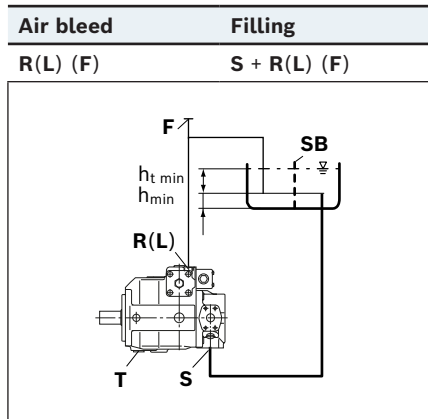 Air bleed Filling
R(L) (F) S + R(L) (F)
F
SB
ht min
hmin
R(L)
T S